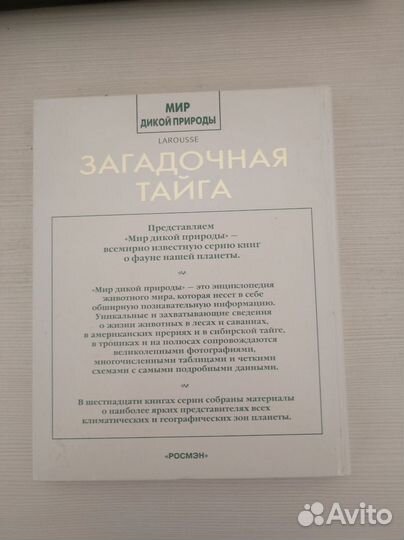 МИР
ДИКОЙ ПРИРОДЫ
LAROUSSE
ЗАГАДОЧНАЯ
ТАЙГА
Представляем
«Мир дикой природы» —
всемирно известную серию книг
о фауне нашей планеты.
«Мир дикой природы» — это энциклопедия
животного мира, которая несет в себе
обширную познавательную информацию.
Уникальные и захватывающие сведения
о жизни животных в лесах и саваннах,
в американских прериях и в сибирской тайге,
в тропиках и на полюсах сопровождаются
великолепными фотографиями,
многочисленными таблицами и четкими
схемами с самыми подробными данными.
В шестнадцати книгах серии собраны материалы
о наиболее ярких представителях всех
климатических и географических зон планеты.
«РОСМЭН»
Avito